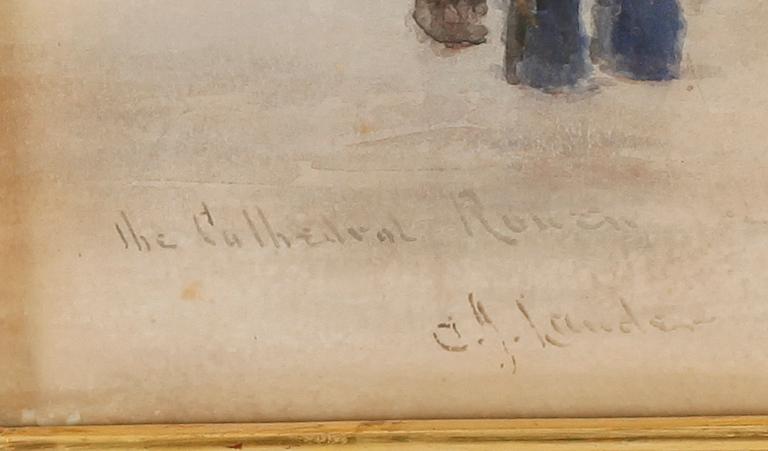 The Cathedral Rouen
Lander